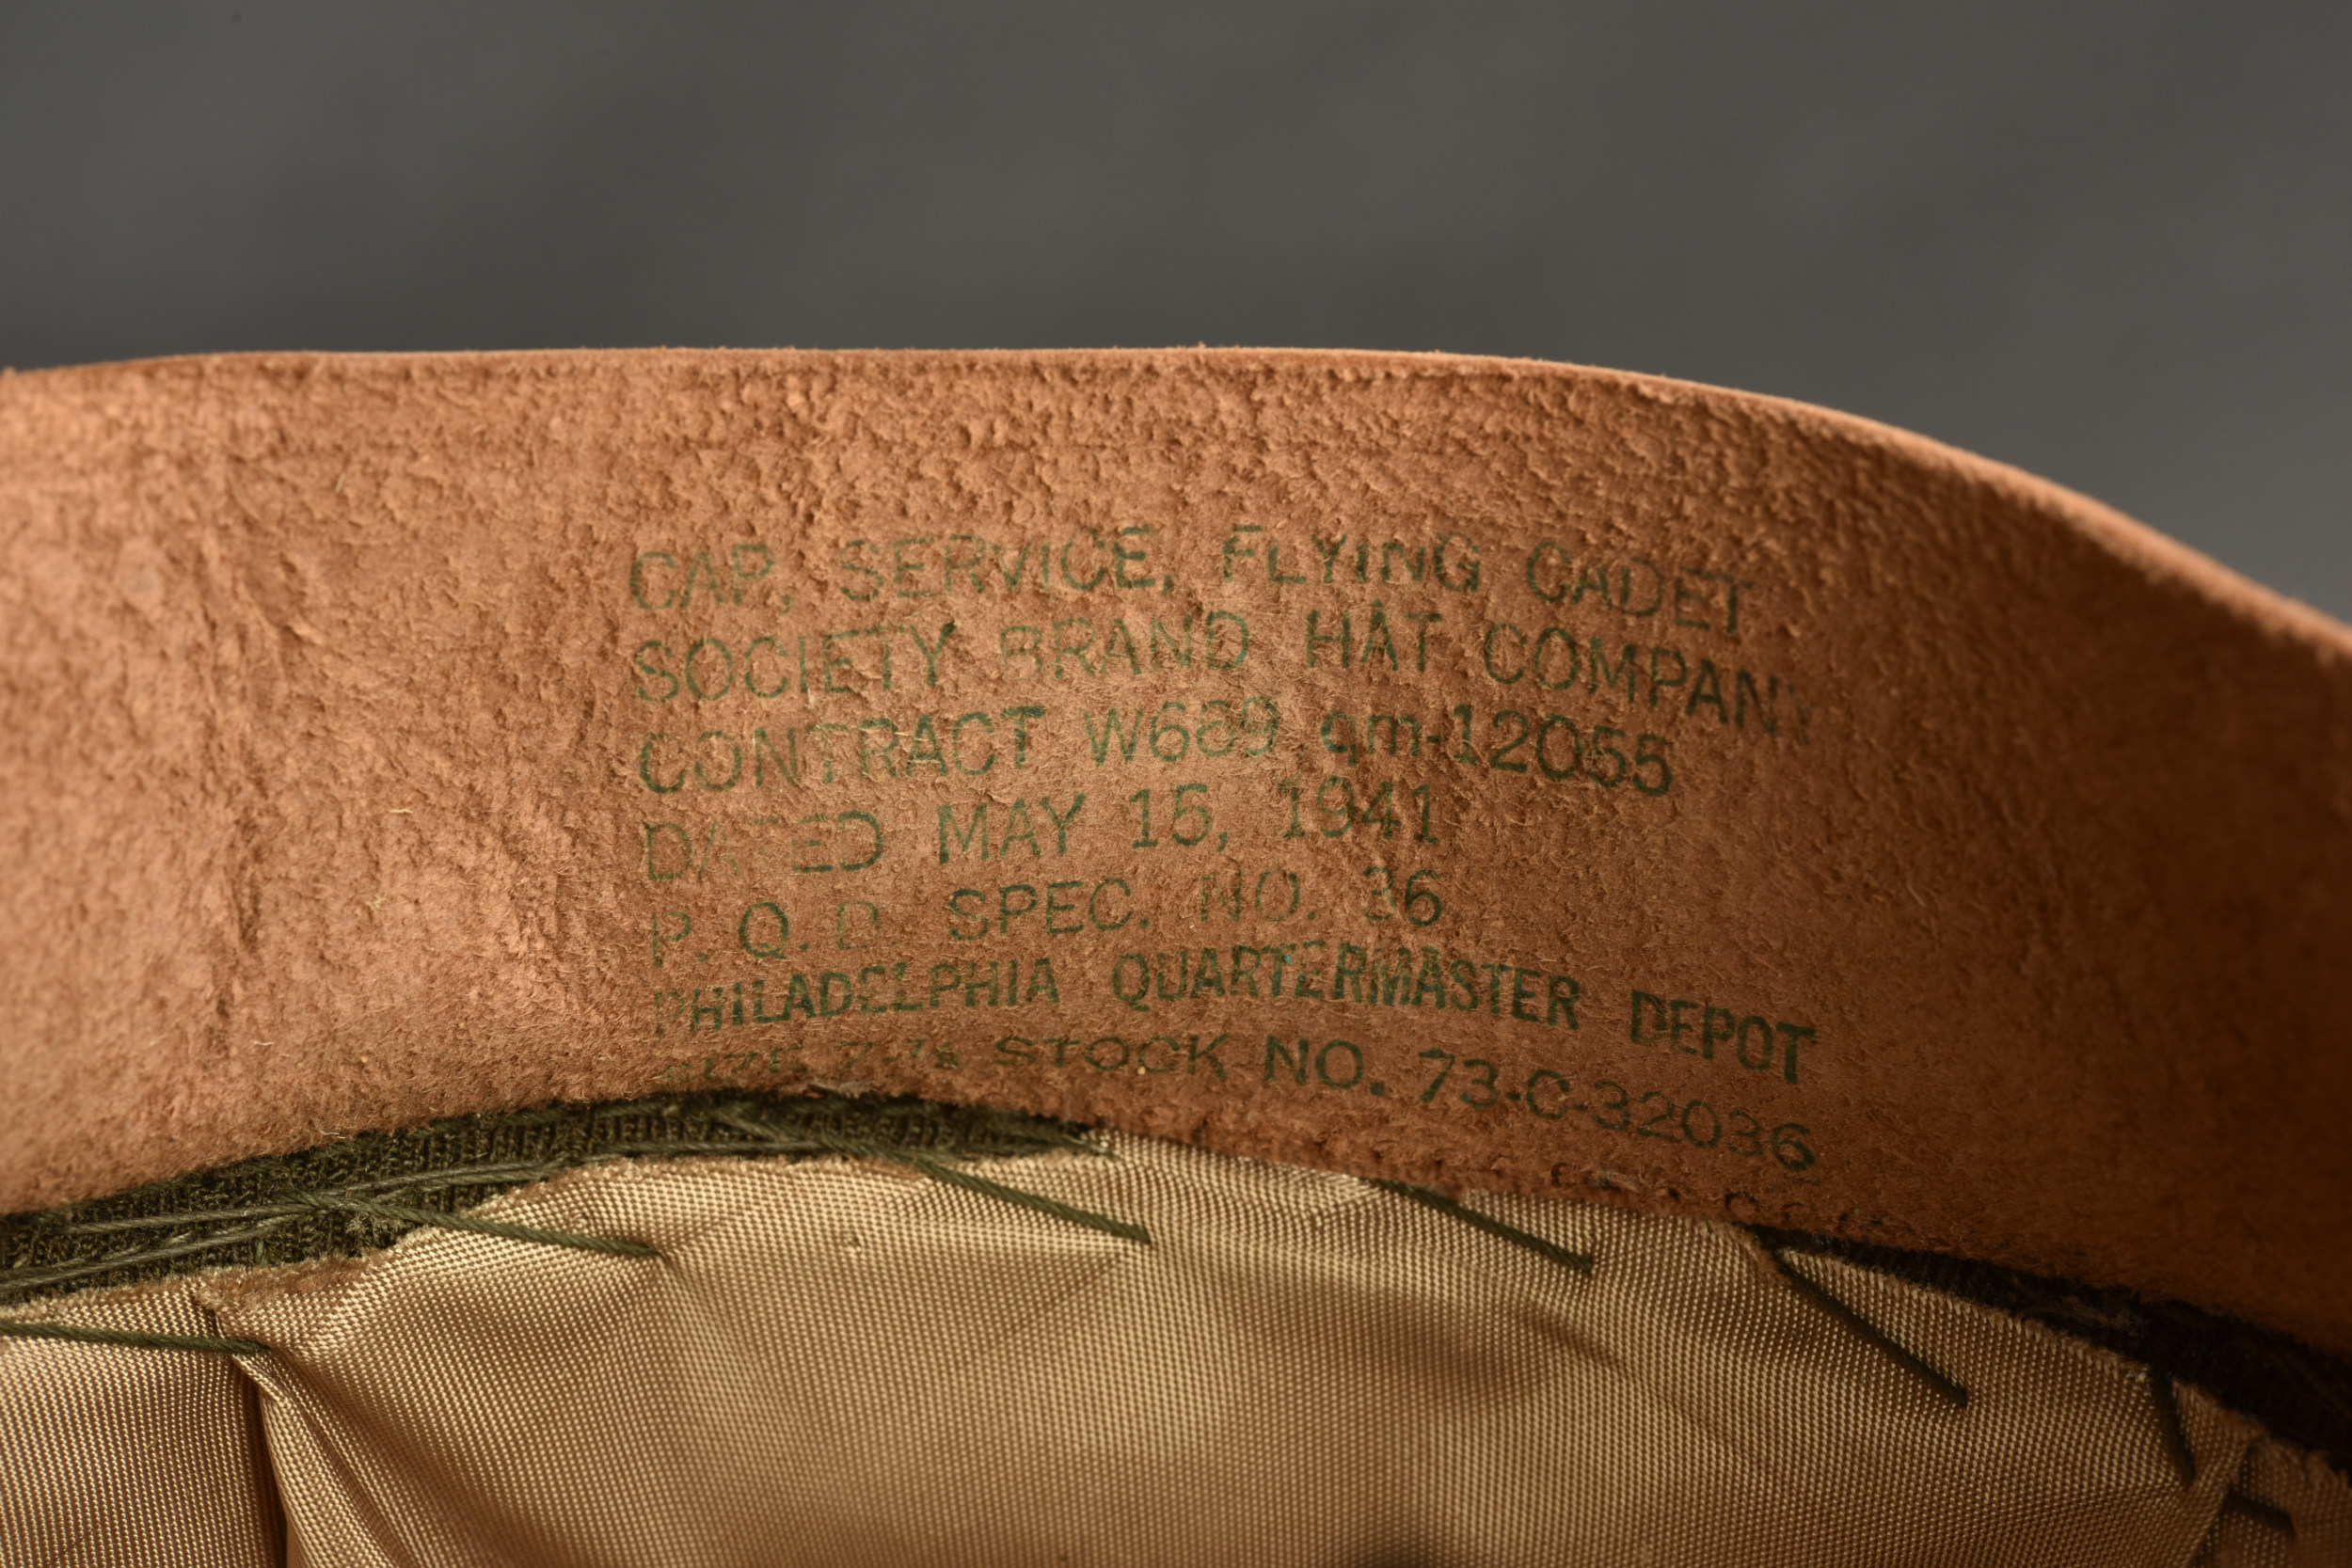 CAP, SERVICE, FLYING CADET
SOCIETY BRAND HAT COMPANY
CONTRACT W669 qm-12055
DATED MAY 15, 1941
P. Q. D. SPEC. NO. 36
PHILADELPHIA QUARTERMASTER DEPOT
SIZE STOCK NO. 73-C-32036